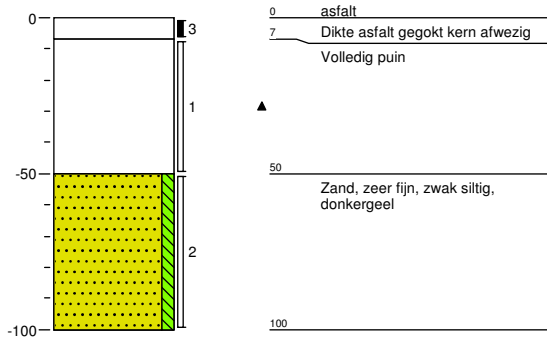 0
-50
-100
3
1
2
0
asfalt
7
Dikte asfalt gegokt kern afwezig
Volledig puin
50
Zand, zeer fijn, zwak siltig,
donkergeel
100